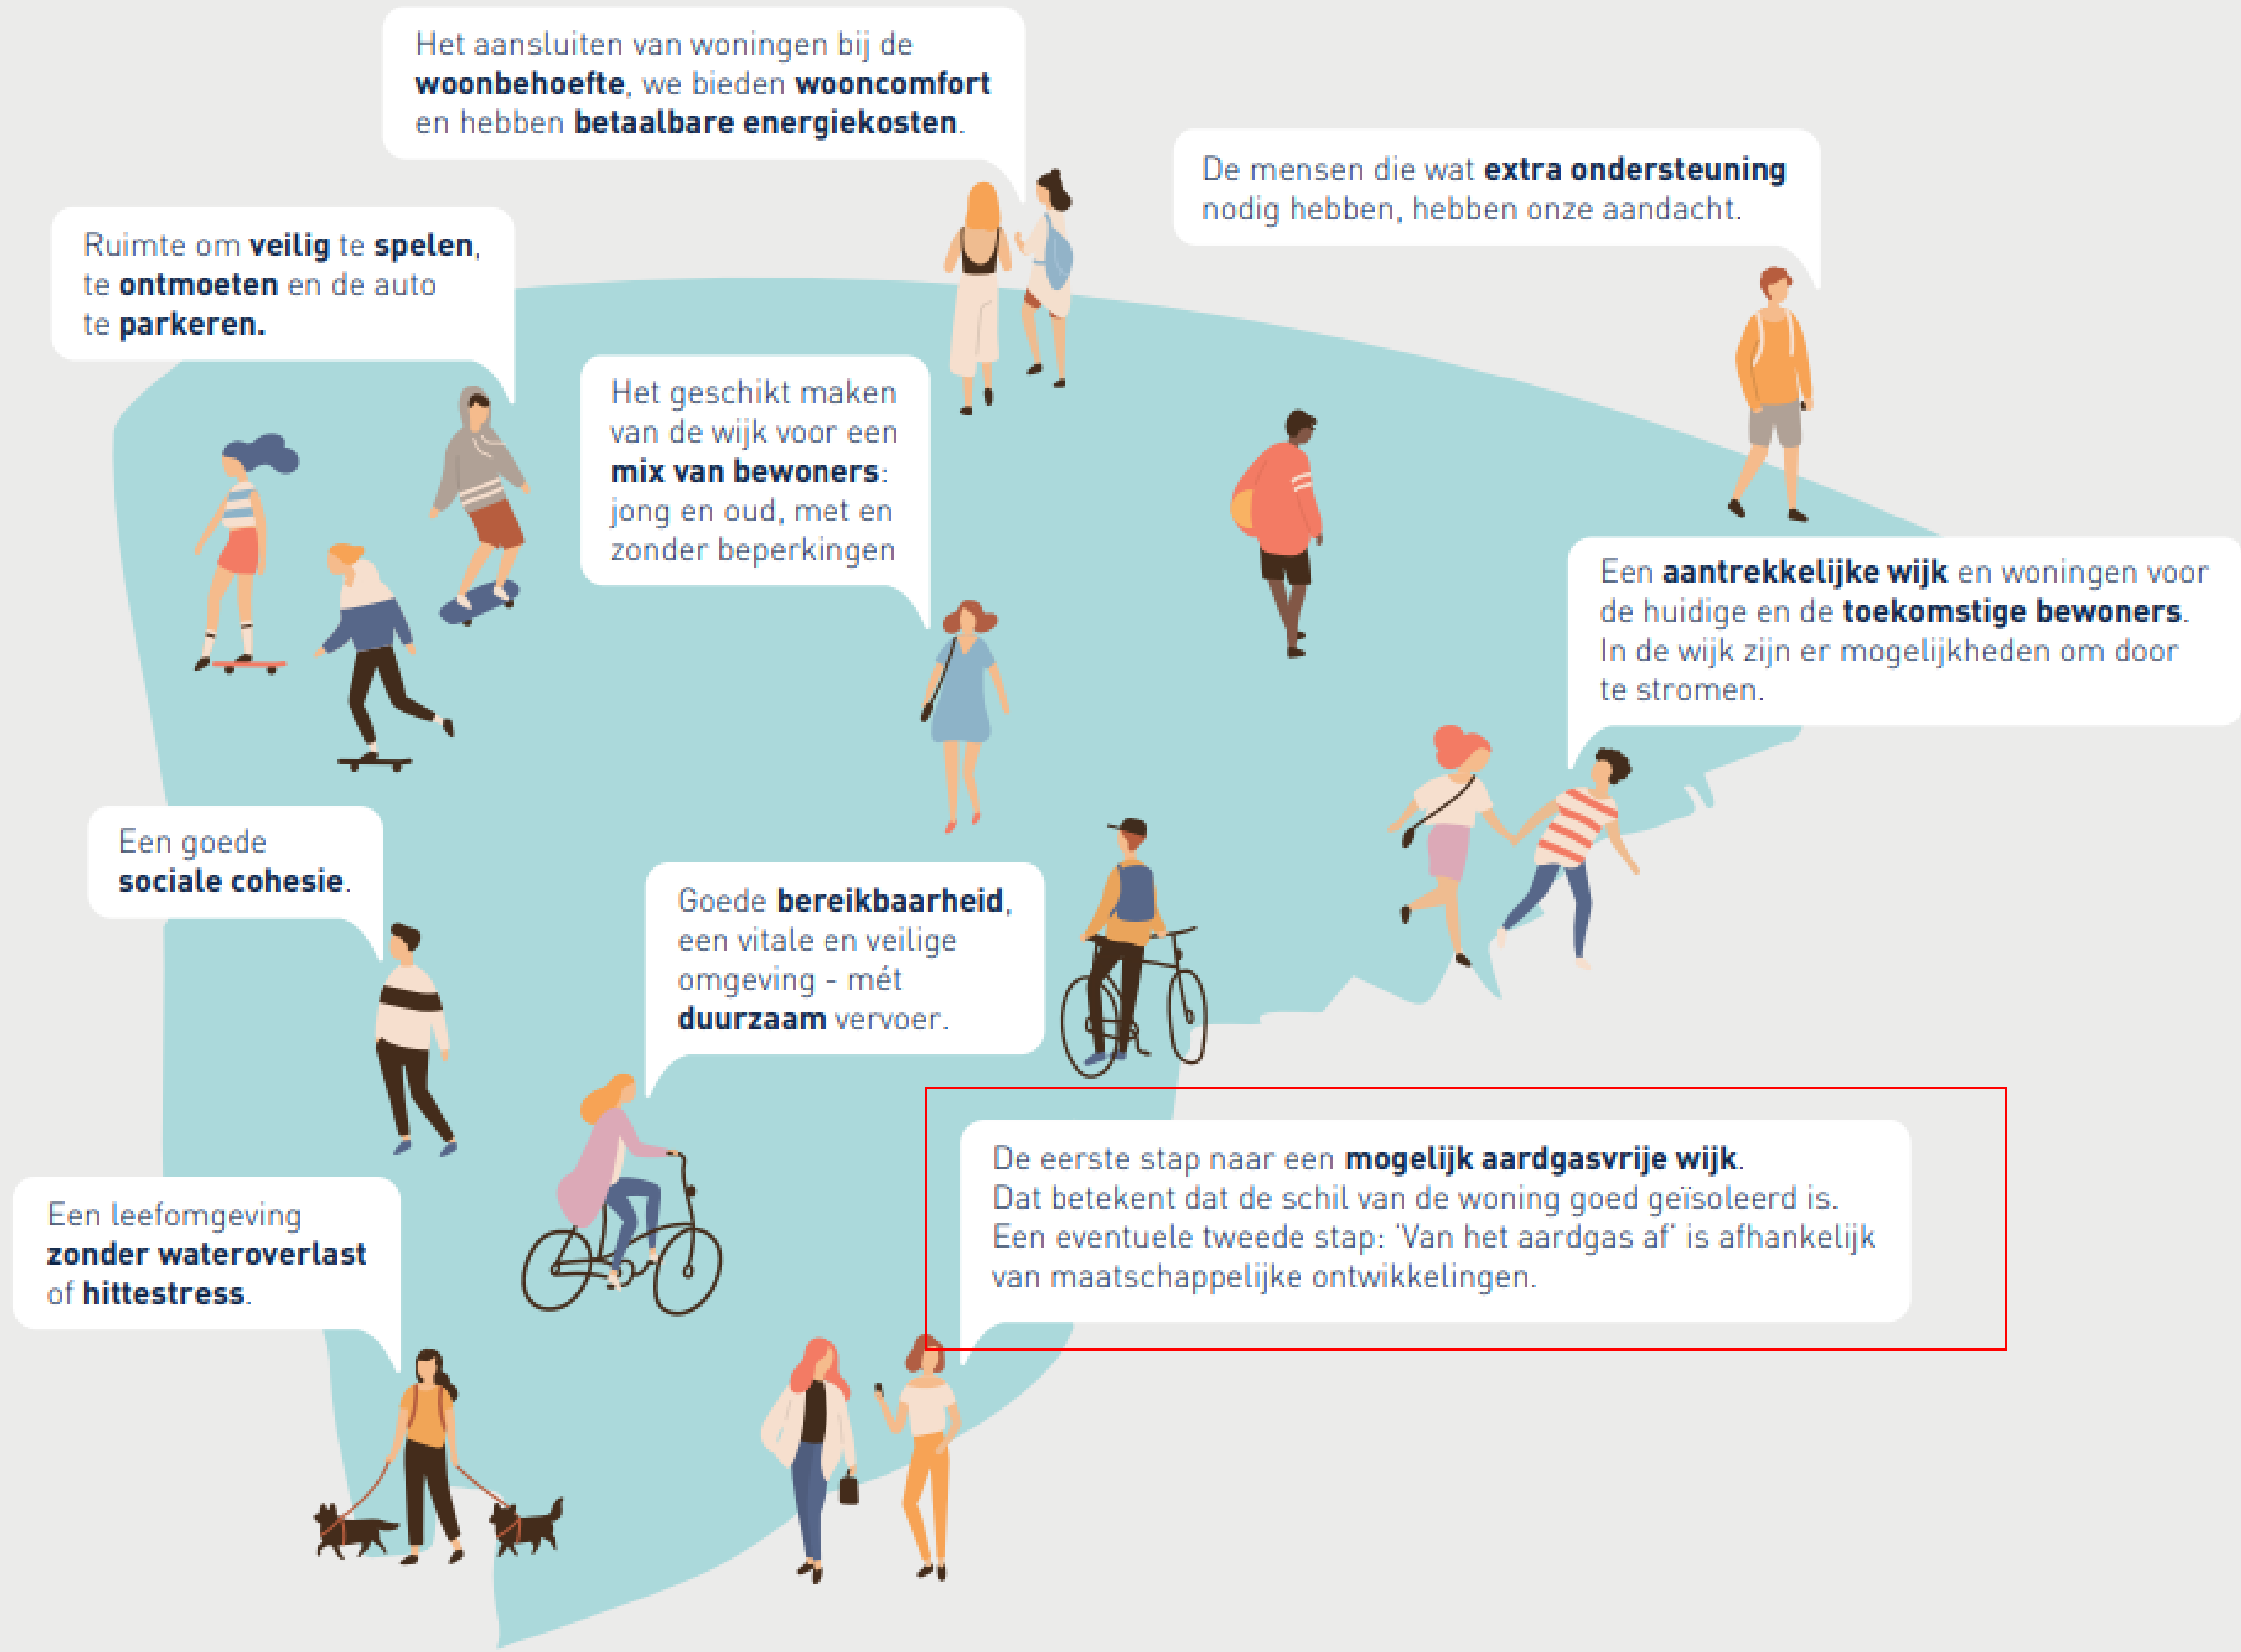 Het aansluiten van woningen bij de
woonbehoefte, we bieden wooncomfort
en hebben betaalbare energiekosten.
De mensen die wat extra ondersteuning
nodig hebben, hebben onze aandacht.
Ruimte om veilig te spelen,
te ontmoeten en de auto
te parkeren.
Het geschikt maken
van de wijk voor een
mix van bewoners:
jong en oud, met en
zonder beperkingen
Een aantrekkelijke wijk en woningen voor
de huidige en de toekomstige bewoners.
In de wijk zijn er mogelijkheden om door
te stromen.
Een goede
sociale cohesie.
Goede bereikbaarheid,
een vitale en veilige
omgeving - mét
duurzaam vervoer.
De eerste stap naar een mogelijk aardgasvrije wijk.
Dat betekent dat de schil van de woning goed geïsoleerd is.
Een eventuele tweede stap: 'Van het aardgas af' is afhankelijk
van maatschappelijke ontwikkelingen.
Een leefomgeving
zonder wateroverlast
of hittestress.